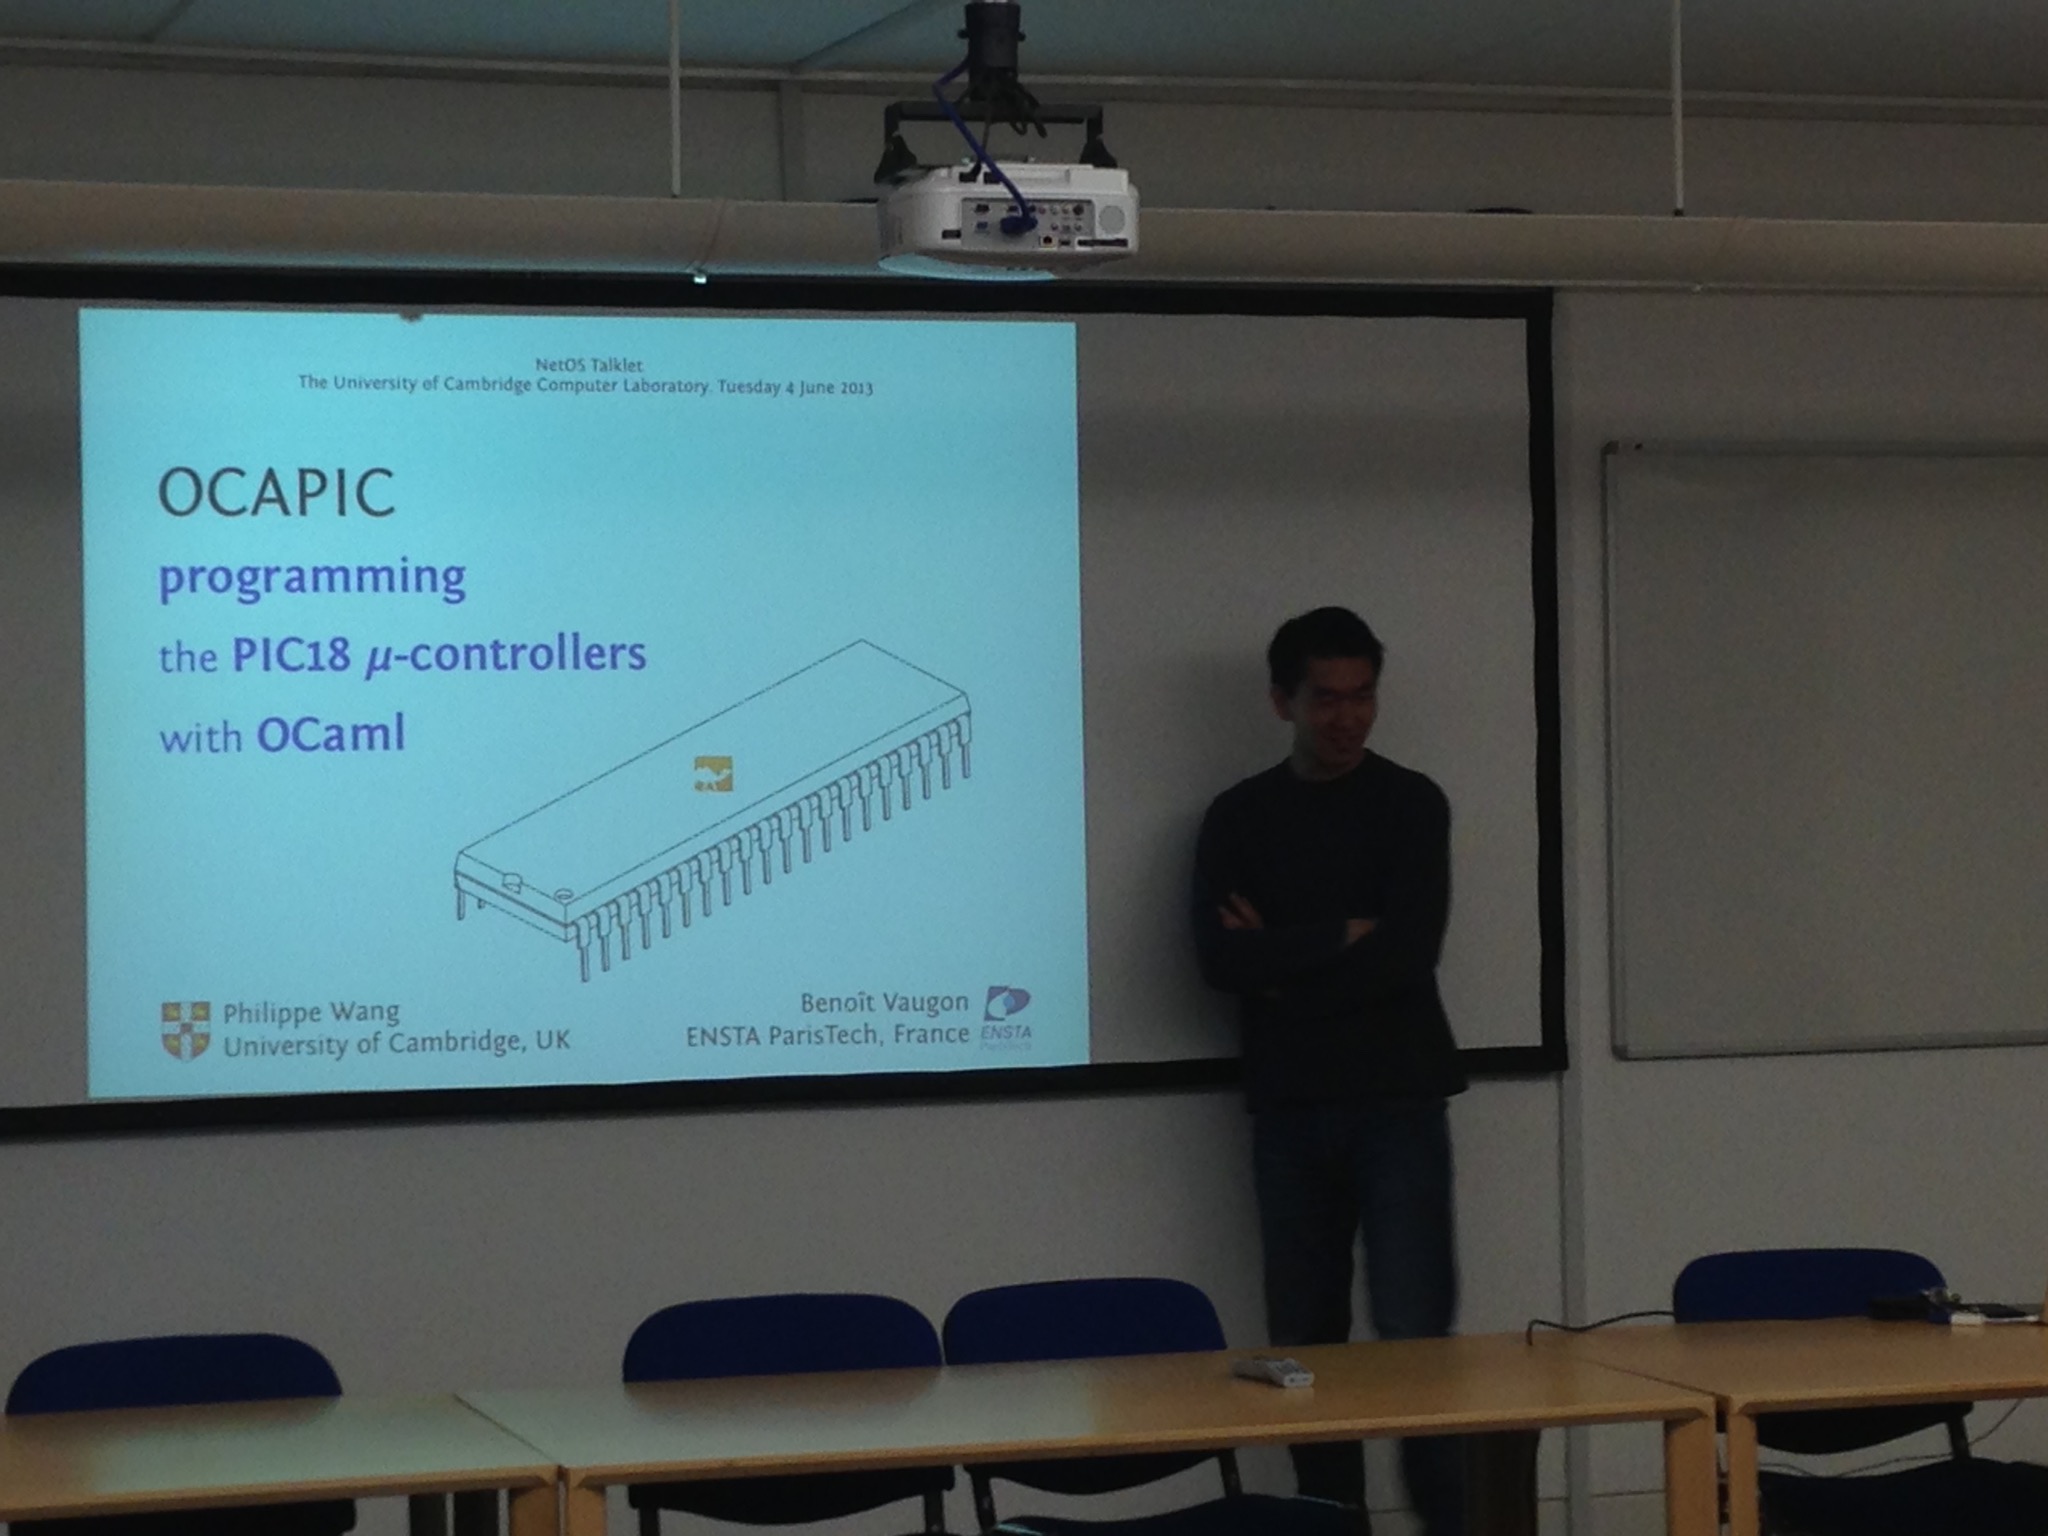 NetOS Talklet
The University of Cambridge Computer Laboratory. Tuesday 4 June 2013
OCAPIC
programming
the PIC18 μ-controllers
with OCaml
Philippe Wang
University of Cambridge, UK
Benoît Vaugon
ENSTA ParisTech, France
ENSTA
ParisTech